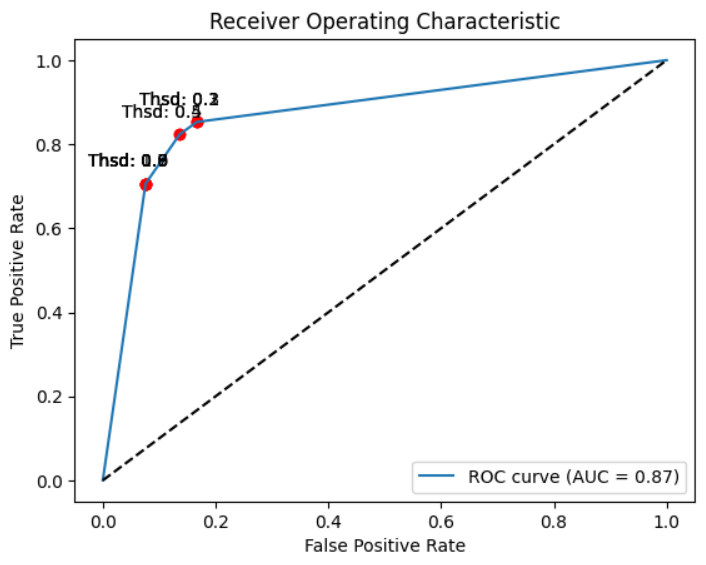 Receiver Operating Characteristic
1.0
0.8
0.6
0.4
0.2
0.0
True Positive Rate
Thsd:
Thsd:
Thsd:
ROC curve (AUC = 0.87)
0.0
0.2
0.4
0.6
0.8
1.0
False Positive Rate